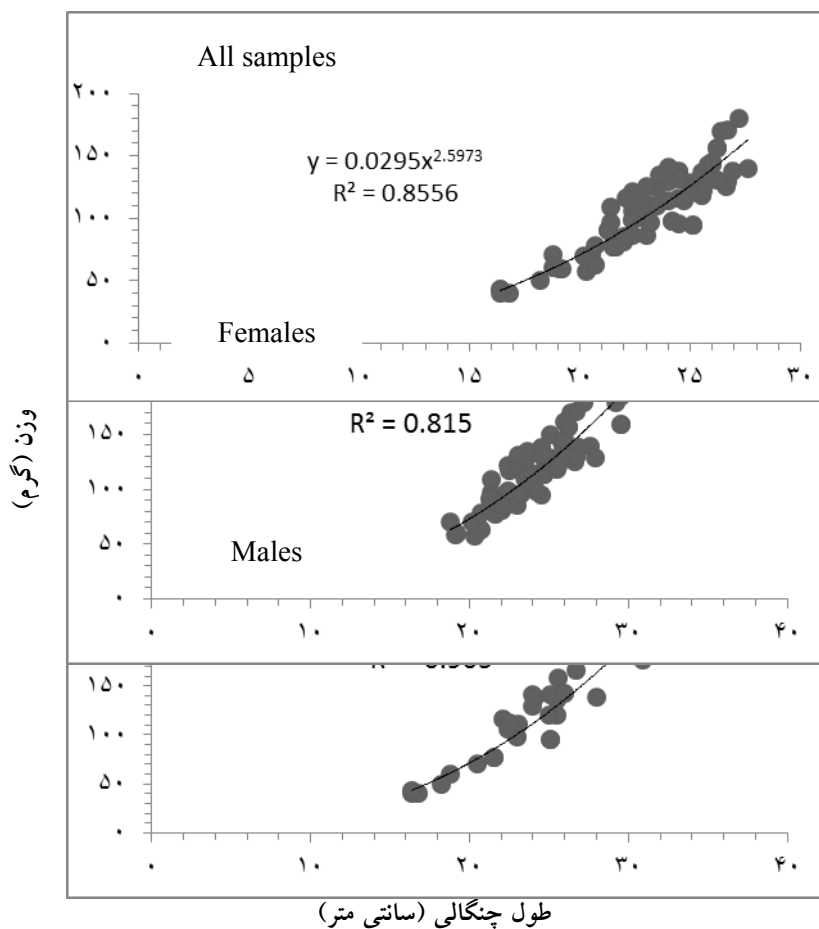 All samples
۲۰۰
۱۵۰
۱۰۰
۵۰
۰
y = 0.0295x^2.5973
R² = 0.8556
Females
۰ ۵ ۱۰ ۱۵ ۲۰ ۲۵ ۳۰
R² = 0.815
۱۵۰
۱۰۰
۵۰
۰
Males
۰ ۱۰ ۲۰ ۳۰ ۴۰
۱۵۰
۱۰۰
۵۰
۰
۰ ۱۰ ۲۰ ۳۰ ۴۰
وزن (گرم)
طول چنگالی (سانتی متر)